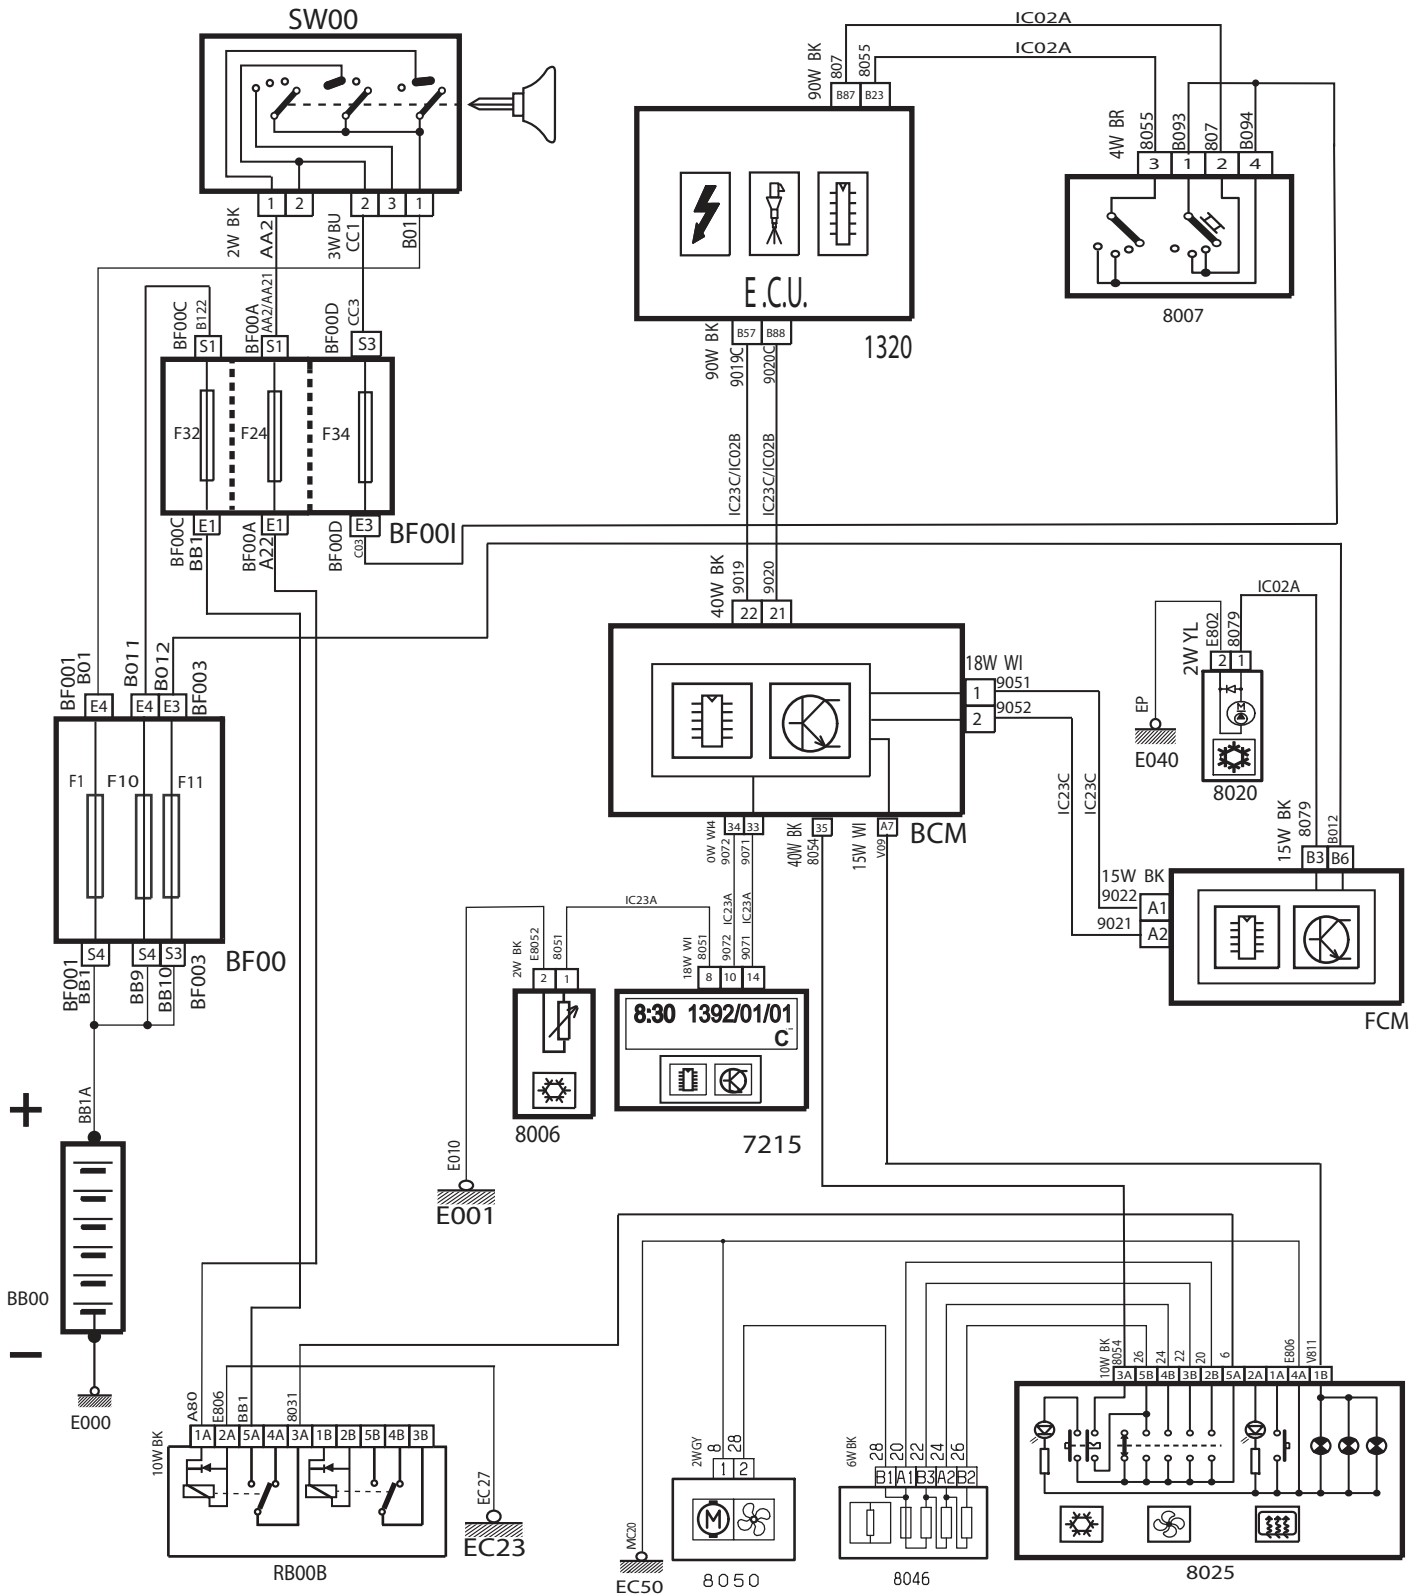 SW00
1
2
2
3
1
2W BK
AA2
3W BU
CC1
B01
BF00C
B122
BF00A
AA2/AA21
BF00D
CC3
S1
S1
S3
F32
F24
F34
E1
E1
E3
BF00I
BF00C
BB1
BF00A
A22
BF00D
C03
BF001
B01
B011
B012
BF003
E4
E4
E3
F1
F10
F11
S4
S4
S3
BF00
BF001
BB1
BB9
BB10
BF003
+
BB1A
BB00
−
E000
IC02A
IC02A
90W BK
807
8055
B87
B23
E.C.U.
1320
B57
B88
90W BK
9019C
9020C
IC23C/IC02B
IC23C/IC02B
4W BR
8055
B093
807
B094
3
1
2
4
8007
40W BK
9019
9020
22
21
BCM
18W WI
1
2
9051
9052
IC23C
IC23C
34
33
35
A7
0W WI4
9072
9071
40W BK
8054
15W WI
V09
IC23A
IC23A
IC23A
2W BK
E8052
8051
2
1
8006
E010
E001
18W WI
8051
9072
9071
8
10
14
8:30 1392/01/01
C
7215
IC02A
2W YL
E802
8079
2
1
8020
EP
E040
15W BK
8079
B012
B3
B6
15W BK
9022
9021
A1
A2
FCM
10W BK
A80
E806
BB1
8031
1A
2A
5A
4A
3A
1B
2B
5B
4B
3B
RB00B
EC27
EC23
MC20
EC50
2WGY
8
28
1
2
M
8050
6W BK
28
20
22
24
26
B1
A1
B3
A2
B2
8046
10W BK
8054
26
24
22
20
6
E806
V811
3A
5B
4B
3B
2B
5A
2A
1A
4A
1B
8025